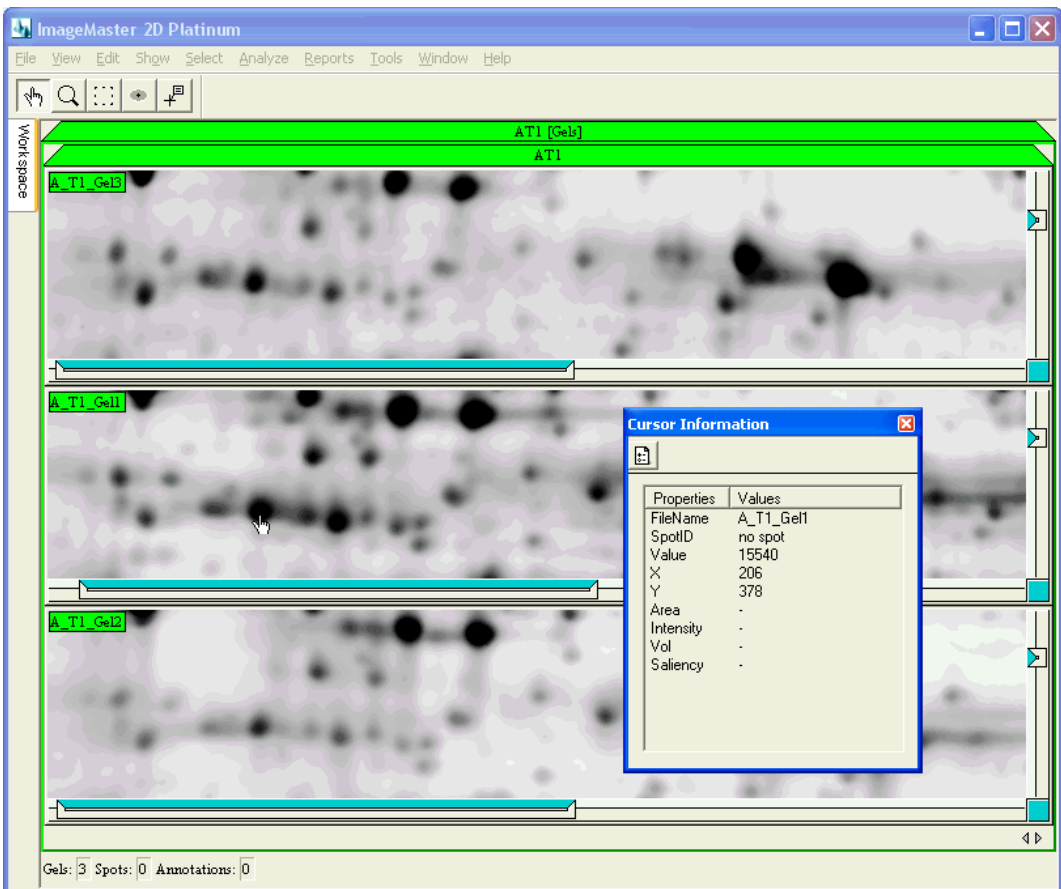 ImageMaster 2D Platinum
File View Edit Show Select Analyze Reports Tools Window Help
Workspace
AT1 [Gels]
AT1
A_T1_Gel3
A_T1_Gel1
Cursor Information
Properties Values
FileName A_T1_Gel1
SpotID no spot
Value 15540
X 206
Y 378
Area -
Intensity -
Vol -
Saliency -
A_T1_Gel2
Gels: 3 Spots: 0 Annotations: 0